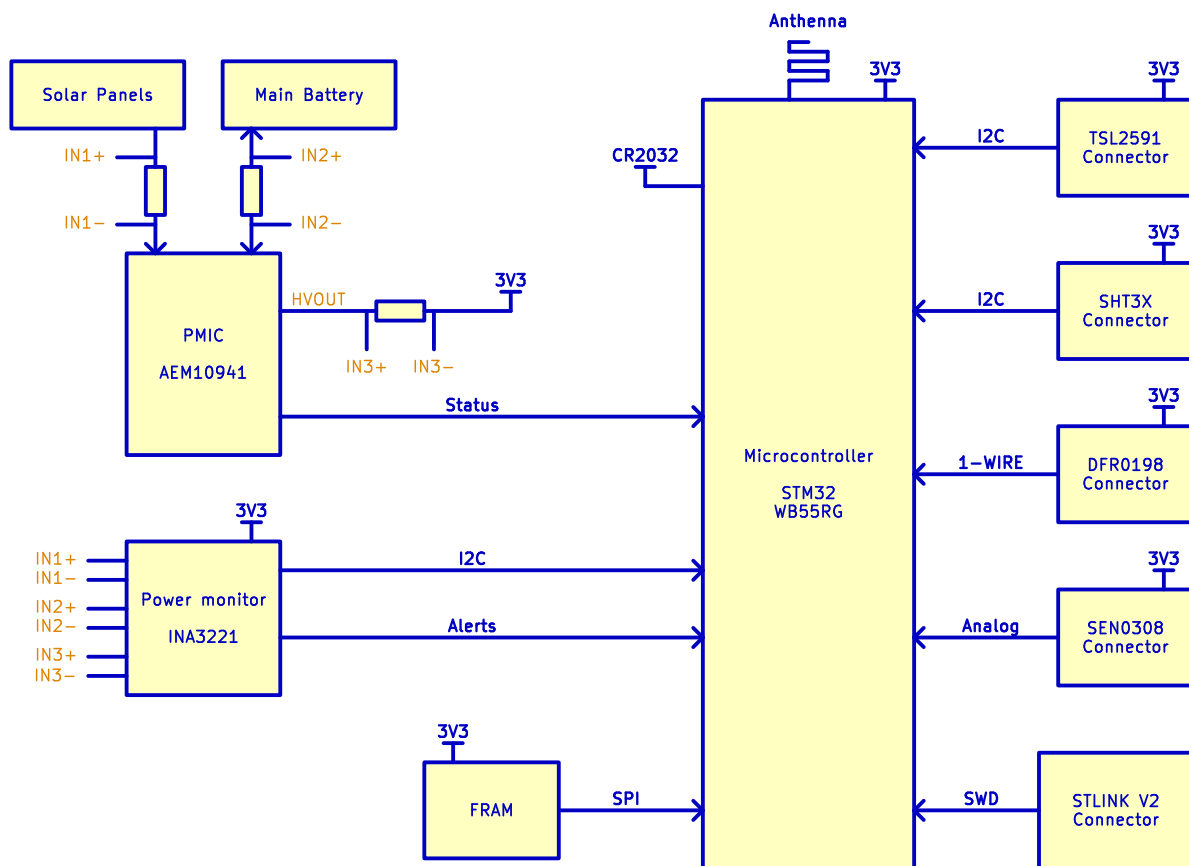 Anthenna
3V3
3V3
Solar Panels
Main Battery
I2C
TSL2591
Connector
IN1+
IN2+
CR2032
IN1-
IN2-
3V3
3V3
HVOUT
I2C
SHT3X
Connector
PMIC
AEM10941
IN3+
IN3-
Status
3V3
Microcontroller
STM32
WB55RG
1-WIRE
DFR0198
Connector
3V3
IN1+
IN1-
IN2+
IN2-
IN3+
IN3-
Power monitor
INA3221
I2C
Alerts
3V3
Analog
SEN0308
Connector
3V3
FRAM
SPI
SWD
STLINK V2
Connector